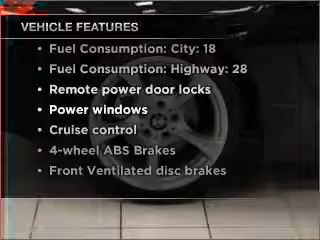 VEHICLE FEATURES
• Fuel Consumption: City: 18
• Fuel Consumption: Highway: 28
• Remote power door locks
• Power windows
• Cruise control
• 4-wheel ABS Brakes
• Front Ventilated disc brakes